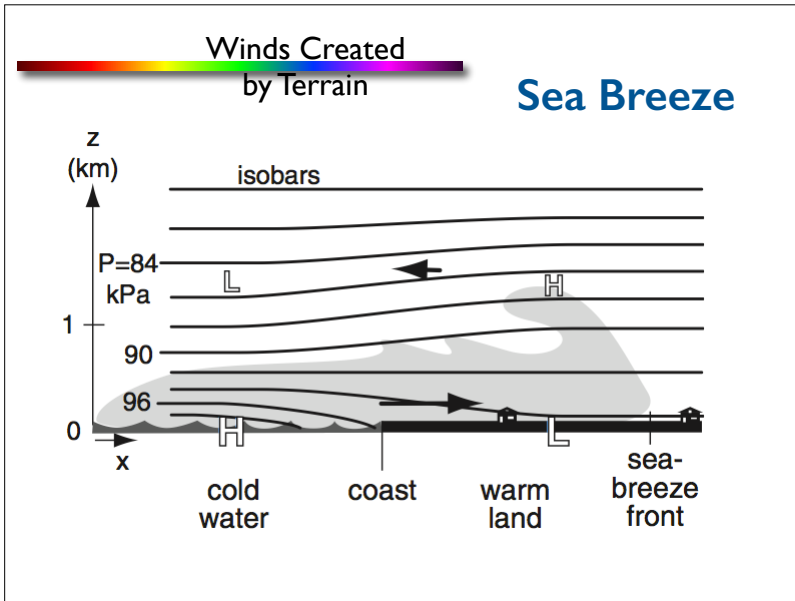 Winds Created
by Terrain
Sea Breeze
z
(km)
isobars
P=84
kPa
L
H
1
90
96
0
H
L
x
cold
water
coast
warm
land
sea-
breeze
front